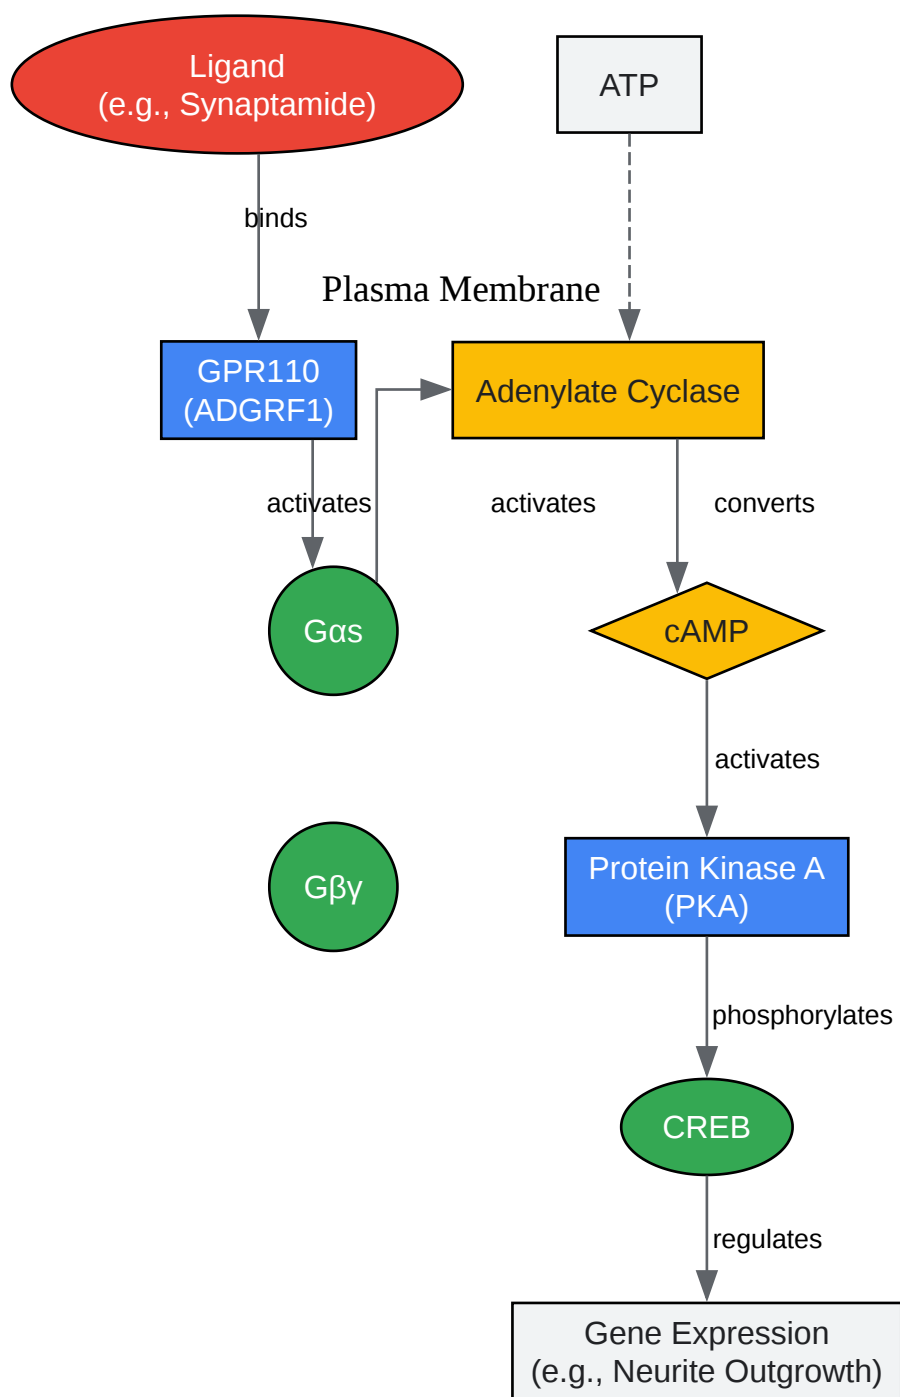 Ligand
(e.g., Synaptamide)
ATP
binds
Plasma Membrane
GPR110
(ADGRF1)
Adenylate Cyclase
activates
activates
converts
Gαs
cAMP
activates
Gβγ
Protein Kinase A
(PKA)
phosphorylates
CREB
regulates
Gene Expression
(e.g., Neurite Outgrowth)